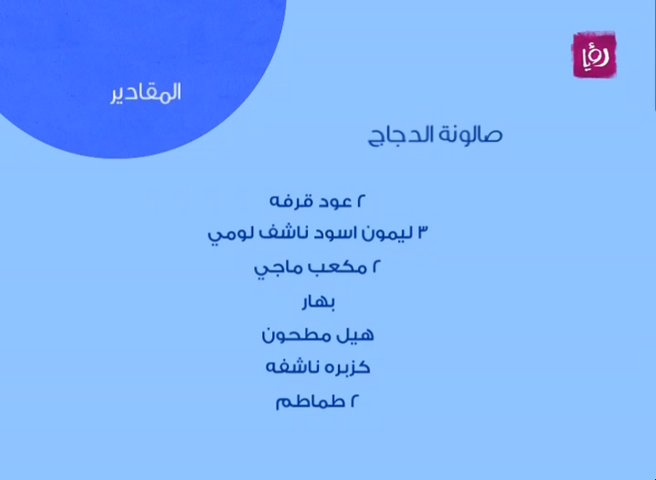 رؤيا
المقادير
صالونة الدجاج
٢ عود قرفه
٣ ليمون اسود ناشف لومي
٢ مكعب ماجي
بهار
هيل مطحون
كزبره ناشفه
٢ طماطم